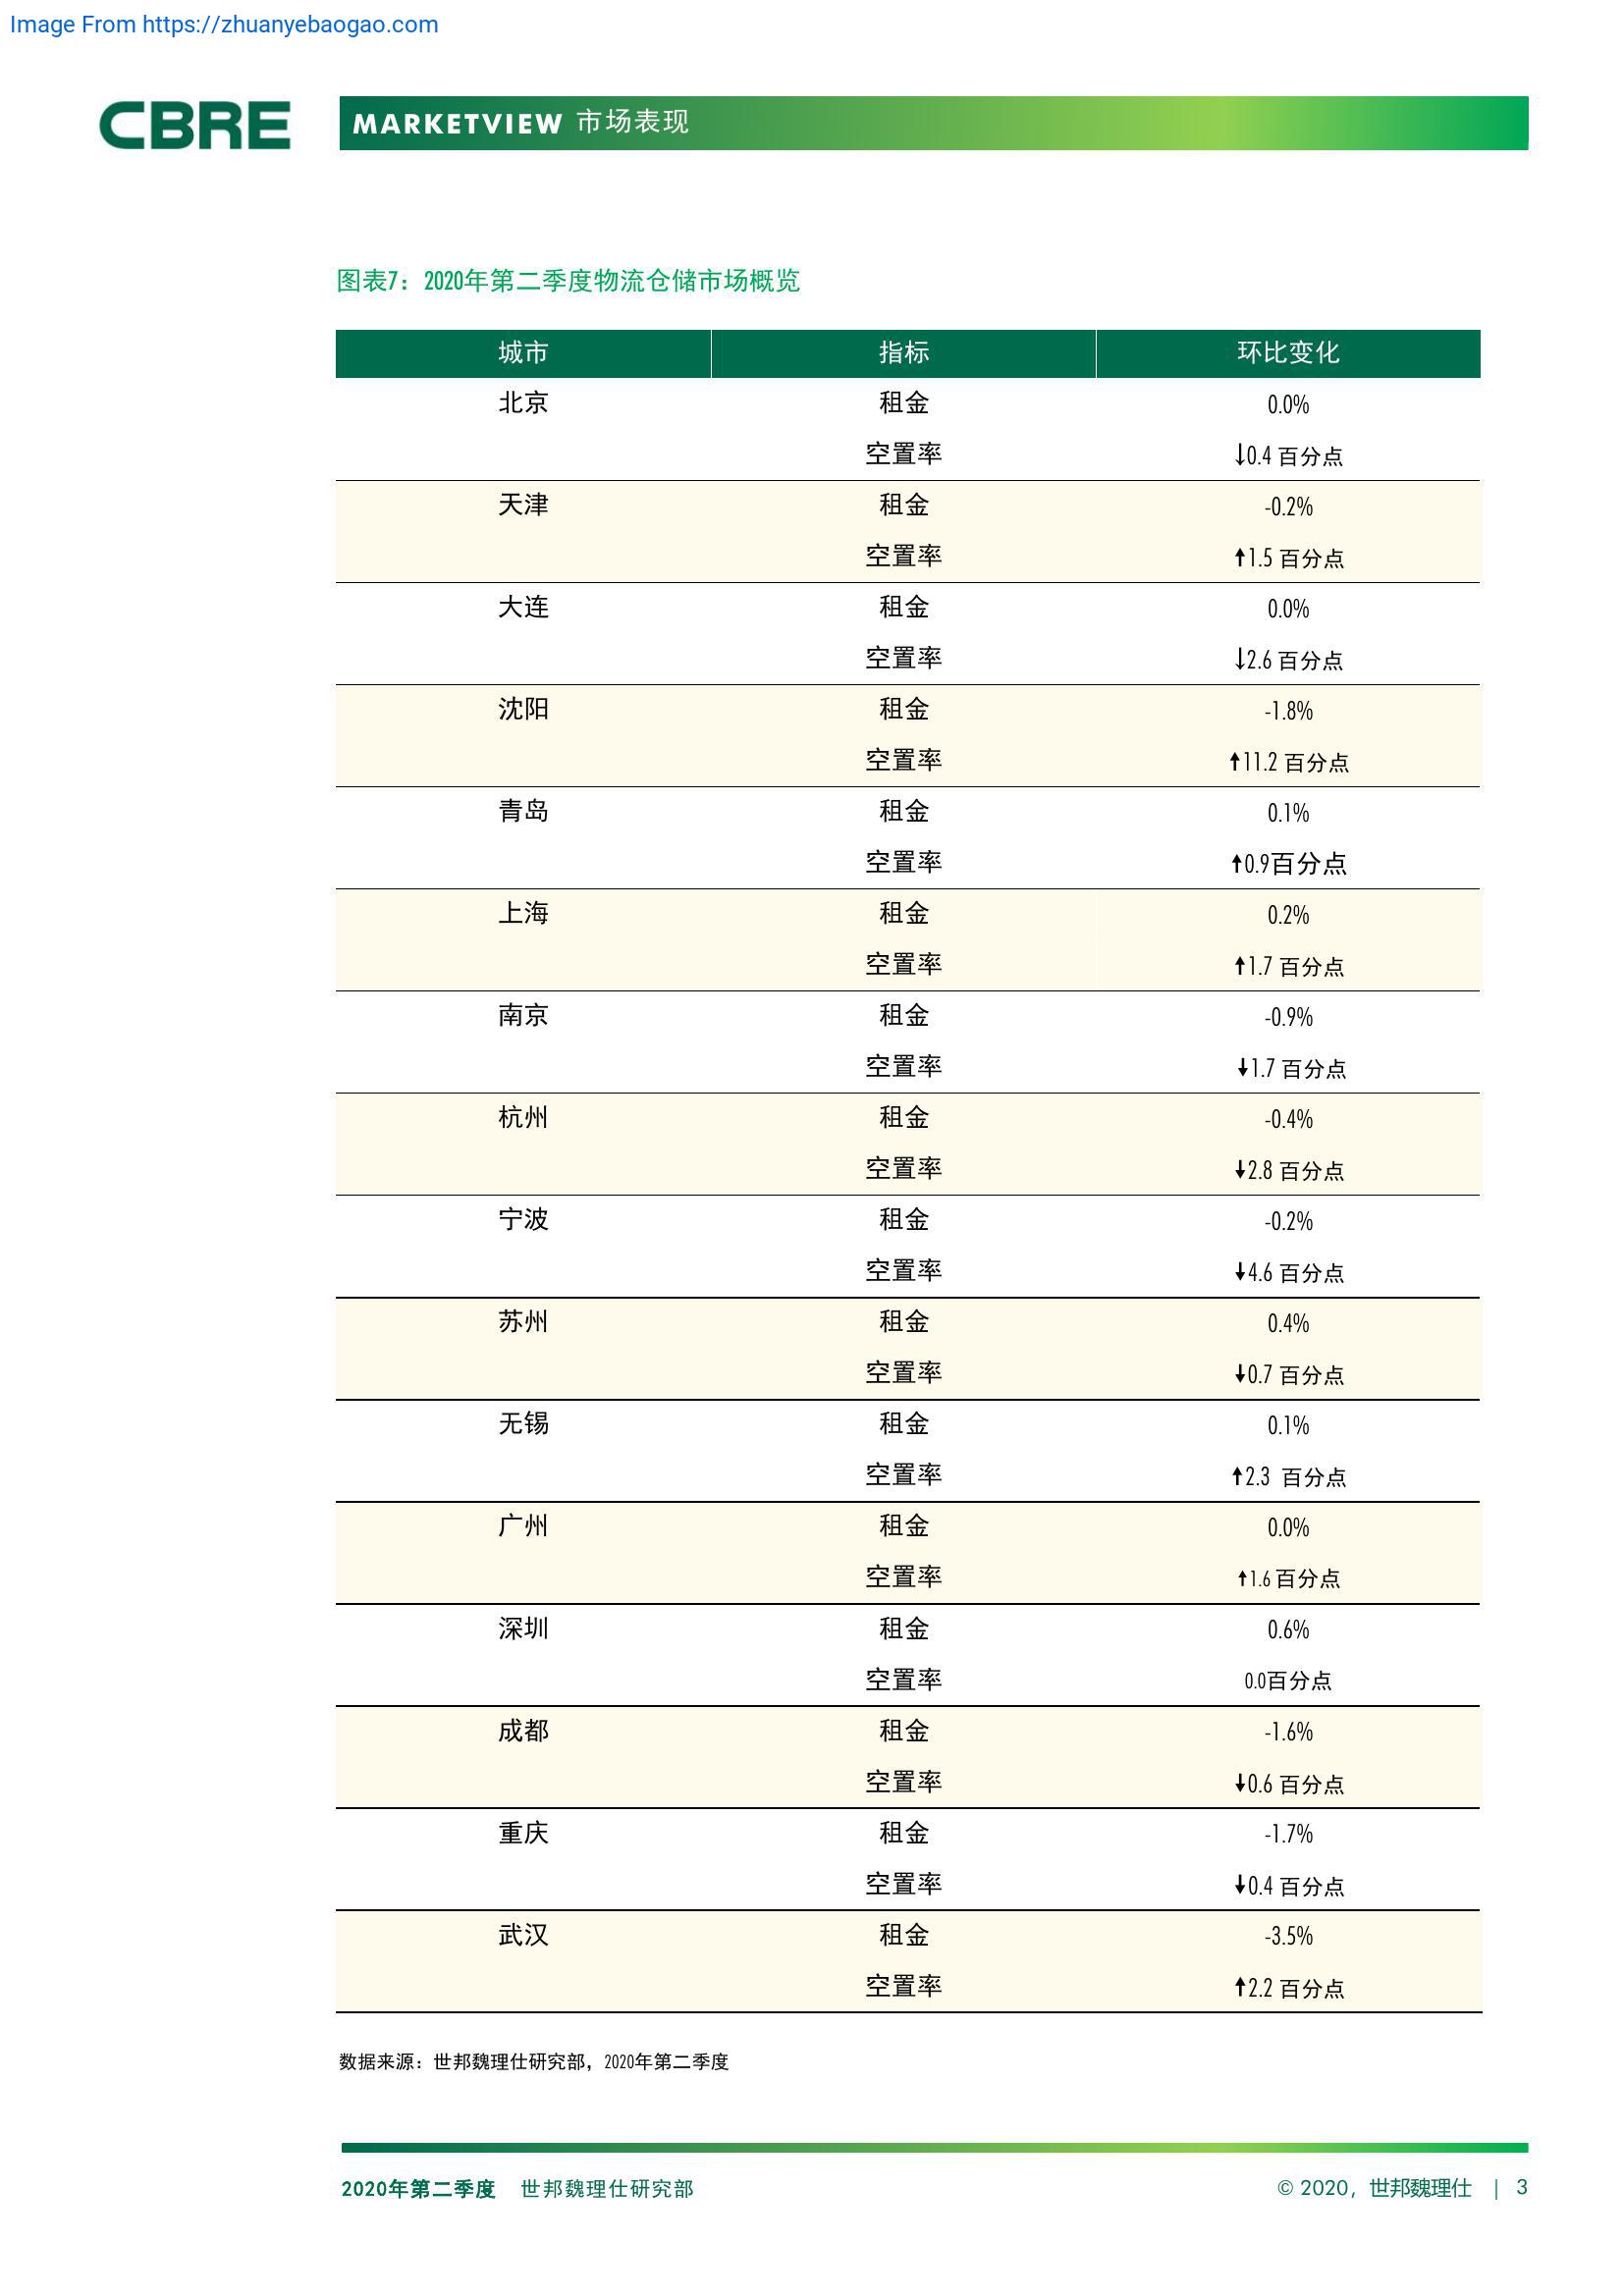 Image From https://zhuanyebaogao.com
CBRE
MARKETVIEW 市场表现
图表7：2020年第二季度物流仓储市场概览
城市 指标 环比变化
北京 租金 0.0%
空置率 ↓0.4 百分点
天津 租金 -0.2%
空置率 ↑1.5 百分点
大连 租金 0.0%
空置率 ↓2.6 百分点
沈阳 租金 -1.8%
空置率 ↑11.2 百分点
青岛 租金 0.1%
空置率 ↑0.9百分点
上海 租金 0.2%
空置率 ↑1.7 百分点
南京 租金 -0.9%
空置率 ↓1.7 百分点
杭州 租金 -0.4%
空置率 ↓2.8 百分点
宁波 租金 -0.2%
空置率 ↓4.6 百分点
苏州 租金 0.4%
空置率 ↓0.7 百分点
无锡 租金 0.1%
空置率 ↑2.3 百分点
广州 租金 0.0%
空置率 ↑1.6 百分点
深圳 租金 0.6%
空置率 0.0百分点
成都 租金 -1.6%
空置率 ↓0.6 百分点
重庆 租金 -1.7%
空置率 ↓0.4 百分点
武汉 租金 -3.5%
空置率 ↑2.2 百分点
数据来源：世邦魏理仕研究部，2020年第二季度
2020年第二季度 世邦魏理仕研究部 © 2020，世邦魏理仕 | 3